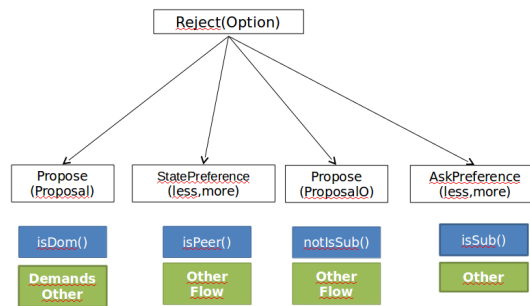 Reject(Option)
Propose
(Proposal)
StatePreference
(less,more)
Propose
(ProposalO)
AskPreference
(less,more)
isDom()
isPeer()
notIsSub()
isSub()
Demands
Other
Other
Flow
Other
Flow
Other